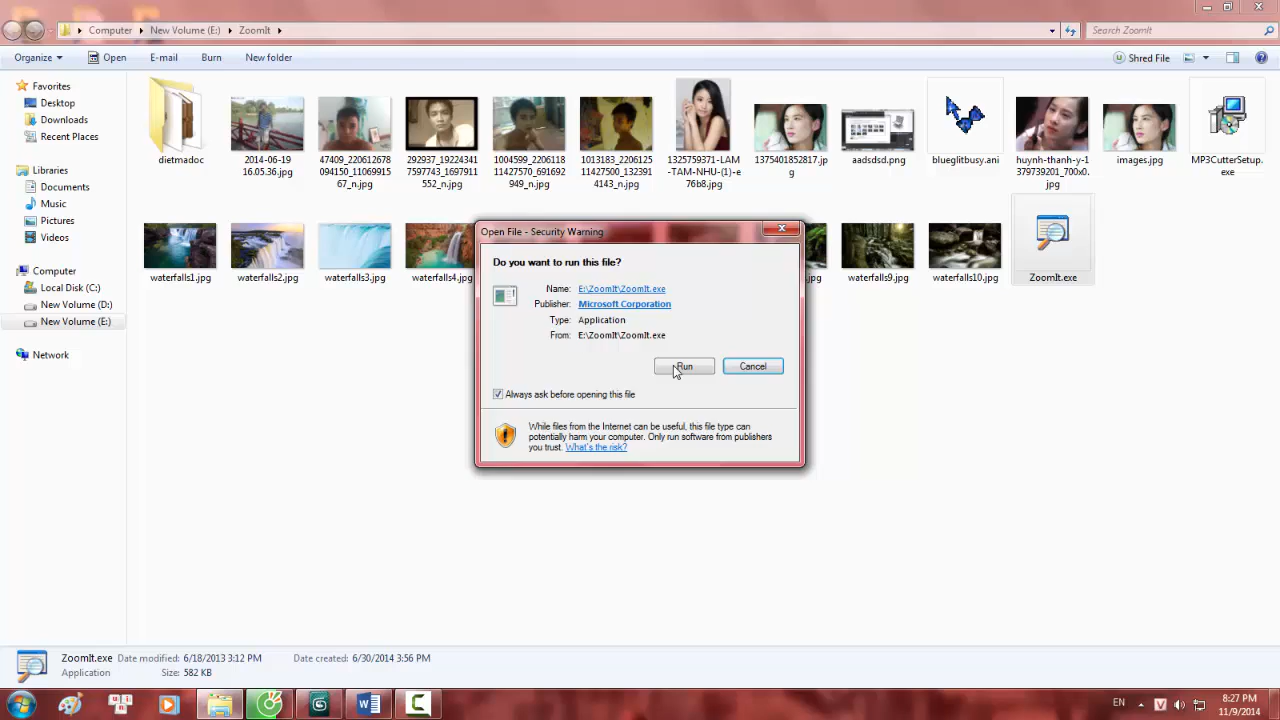 Computer New Volume (E:) ZoomIt
Search ZoomIt
Organize Open E-mail Burn New folder Shred File
Favorites
Desktop
Downloads
Recent Places
Libraries
Documents
Music
Pictures
Videos
Computer
Local Disk (C:)
New Volume (D:)
New Volume (E:)
Network
dietmadoc
2014-06-19
16.05.36.jpg
47409_220612678
094150_11069915
67_n.jpg
292937_19224341
7597743_1697911
552_n.jpg
1004599_2206118
11427570_691692
949_n.jpg
1013183_2206125
11427500_132391
4143_n.jpg
1325759371-LAM
-TAM-NHU-(1)-e
76b8.jpg
1375401852817.jp
g
aadsdsd.png
blueglitbusy.ani
huynh-thanh-y-1
379739201_700x0.
jpg
images.jpg
MP3CutterSetup.
exe
waterfalls1.jpg
waterfalls2.jpg
waterfalls3.jpg
waterfalls4.jpg
jpg
waterfalls9.jpg
waterfalls10.jpg
ZoomIt.exe
Open File - Security Warning
Do you want to run this file?
Name: E:\ZoomIt\ZoomIt.exe
Publisher: Microsoft Corporation
Type: Application
From: E:\ZoomIt\ZoomIt.exe
Run Cancel
Always ask before opening this file
While files from the Internet can be useful, this file type can
potentially harm your computer. Only run software from publishers
you trust. What's the risk?
ZoomIt.exe Date modified: 6/18/2013 3:12 PM Date created: 6/30/2014 3:56 PM
Application Size: 582 KB
EN
V
8:27 PM
11/9/2014